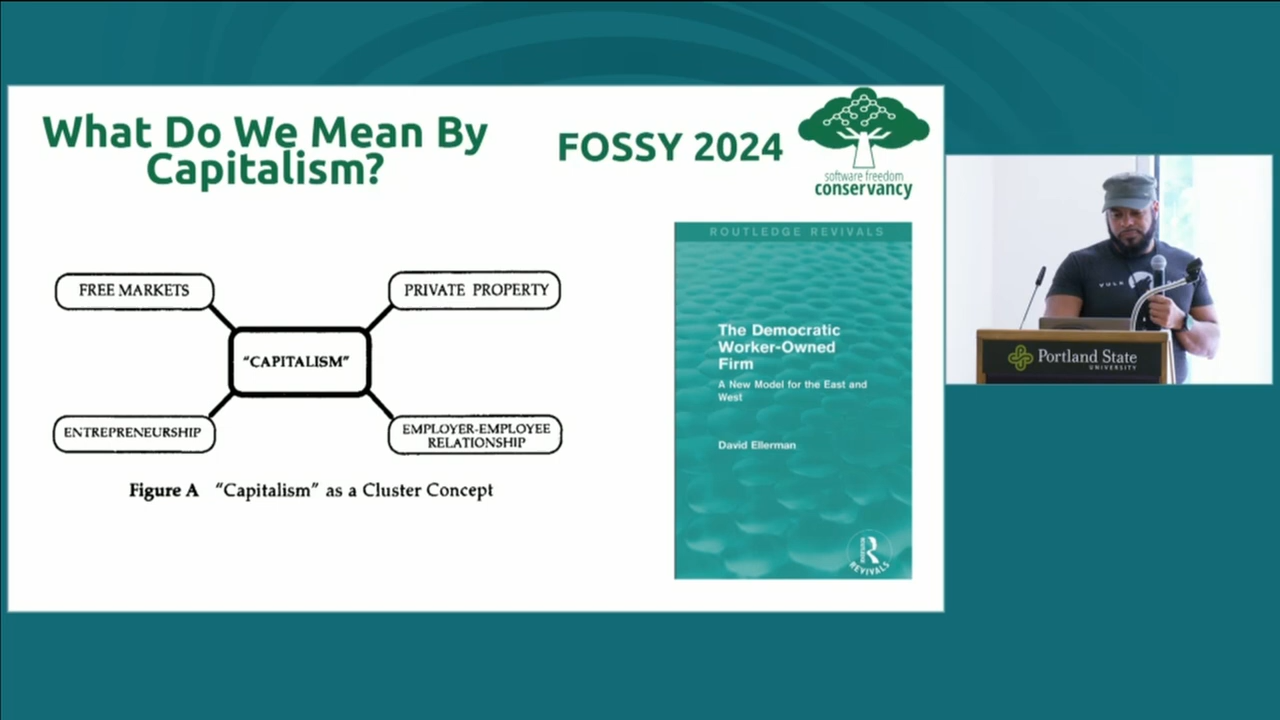 What Do We Mean By
Capitalism?
FOSSY 2024
software freedom
conservancy
FREE MARKETS
PRIVATE PROPERTY
"CAPITALISM"
ENTREPRENEURSHIP
EMPLOYER-EMPLOYEE
RELATIONSHIP
Figure A "Capitalism" as a Cluster Concept
ROUTLEDGE REVIVALS
The Democratic
Worker-Owned
Firm
A New Model for the East and
West
David Ellerman
R
REVIVALS
Portland State
UNIVERSITY